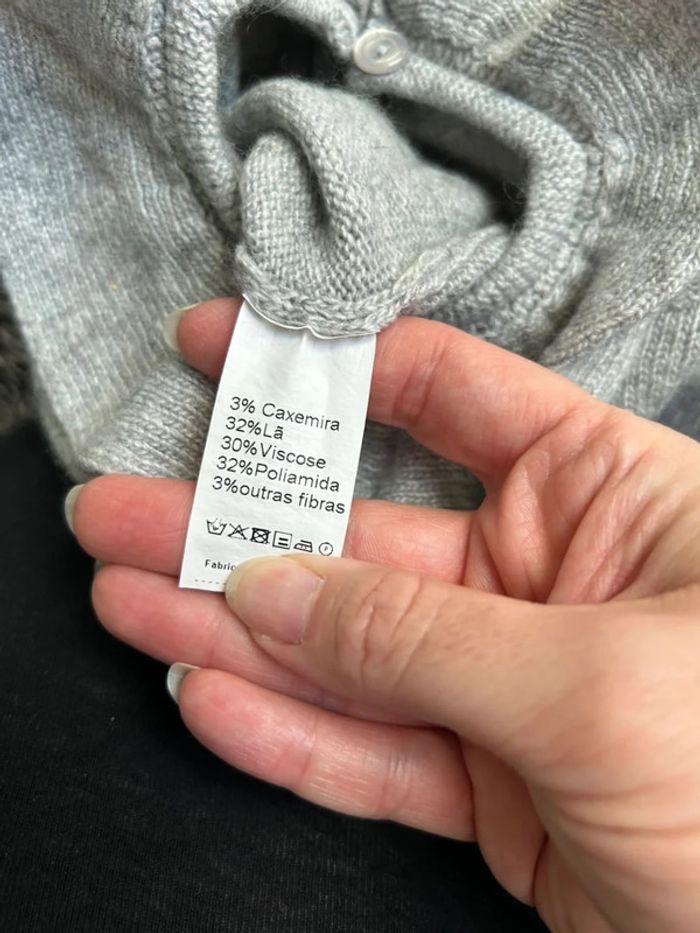 3% Caxemira
32%Lã
30%Viscose
32%Poliamida
3%outras fibras